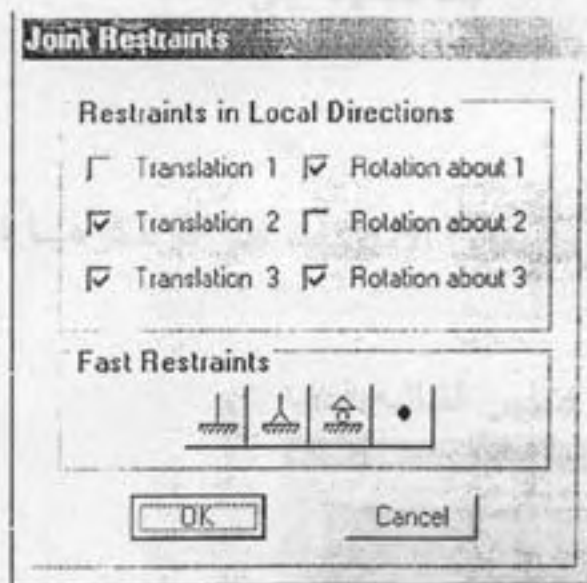 Joint Restraints
Restraints in Local Directions
Translation 1 Rotation about 1
Translation 2 Rotation about 2
Translation 3 Rotation about 3
Fast Restraints
OK Cancel